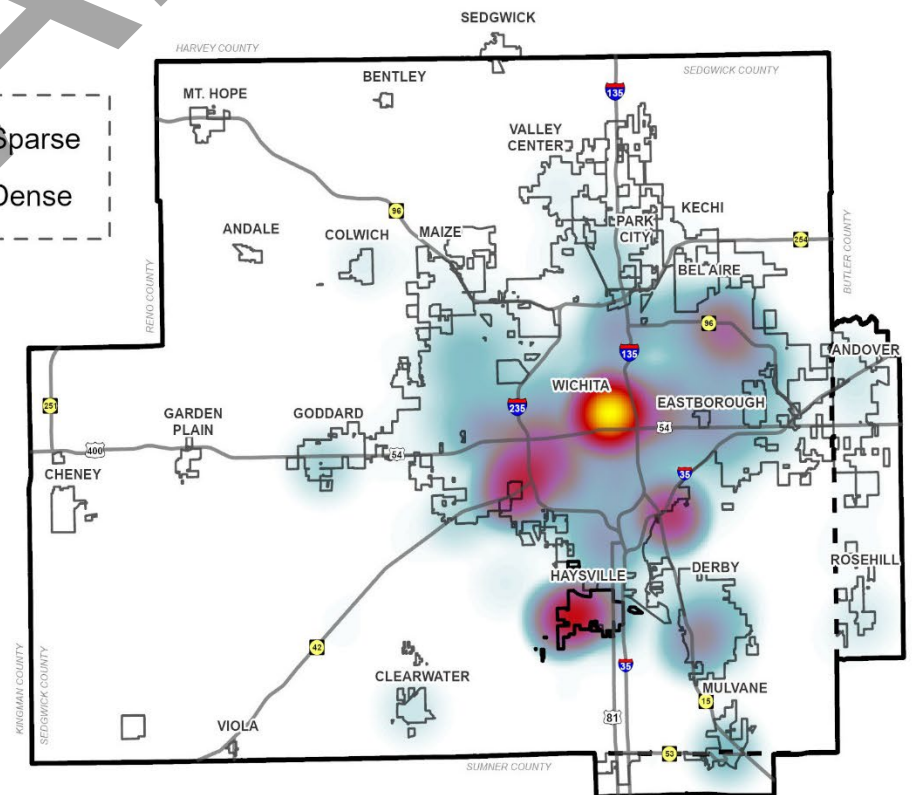 SEDGWICK
HARVEY COUNTY
SEDGWICK COUNTY
BENTLEY
MT. HOPE
135
Sparse
Dense
VALLEY
CENTER
96
KECHI
PARK
CITY
ANDALE
COLWICH
MAIZE
254
BEL AIRE
BUTLER COUNTY
RENO COUNTY
96
135
ANDOVER
WICHITA
251
235
EASTBOROUGH
GARDEN
PLAIN
GODDARD
54
400
54
CHENEY
35
HAYSVILLE
DERBY
ROSEHILL
42
KINGMAN COUNTY
SEDGWICK COUNTY
35
CLEARWATER
MULVANE
15
81
VIOLA
53
SUMNER COUNTY